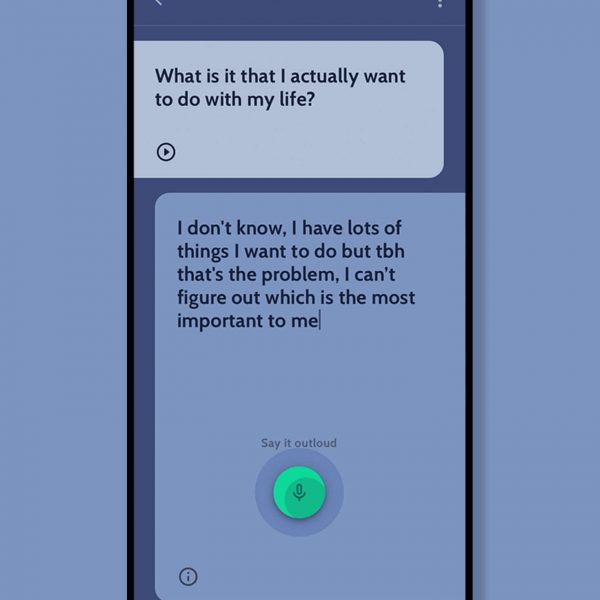 What is it that I actually want
to do with my life?
I don't know, I have lots of
things I want to do but tbh
that's the problem, I can't
figure out which is the most
important to me
Say it outloud